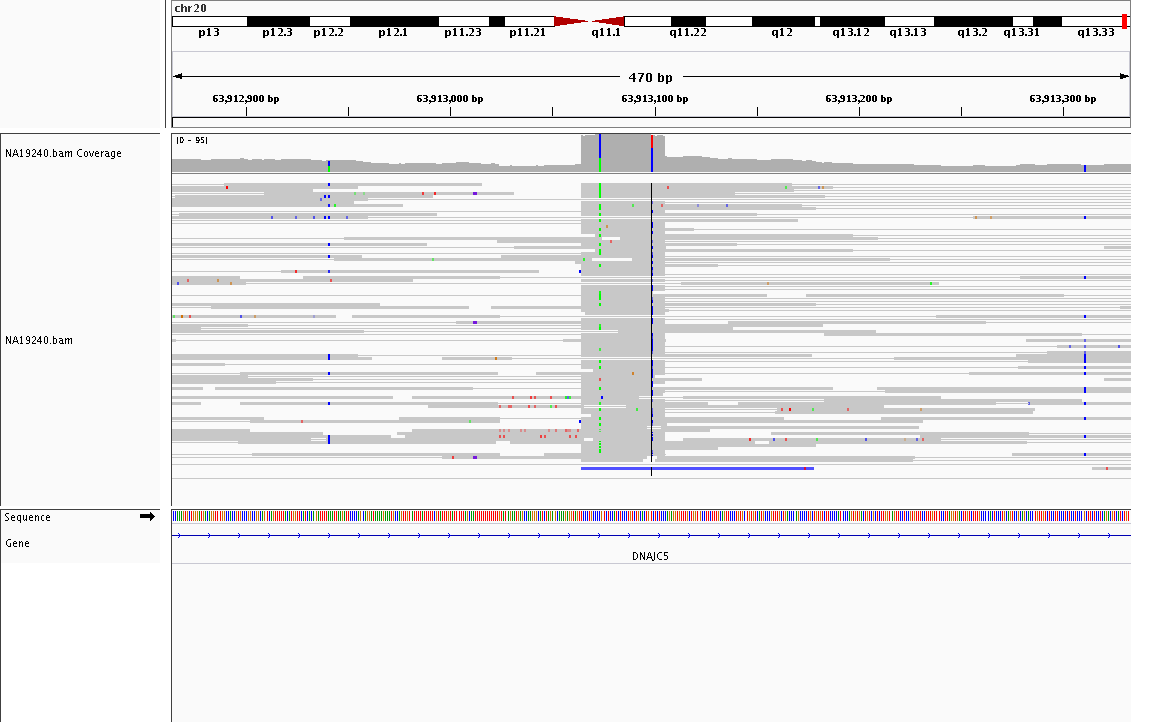 chr20
p13 p12.3 p12.2 p12.1 p11.23 p11.21 q11.1 q11.22 q12 q13.12 q13.13 q13.2 q13.31 q13.33
470 bp
63,912,900 bp 63,913,000 bp 63,913,100 bp 63,913,200 bp 63,913,300 bp
[0 - 95]
NA19240.bam Coverage
NA19240.bam
Sequence
Gene
DNAJC5